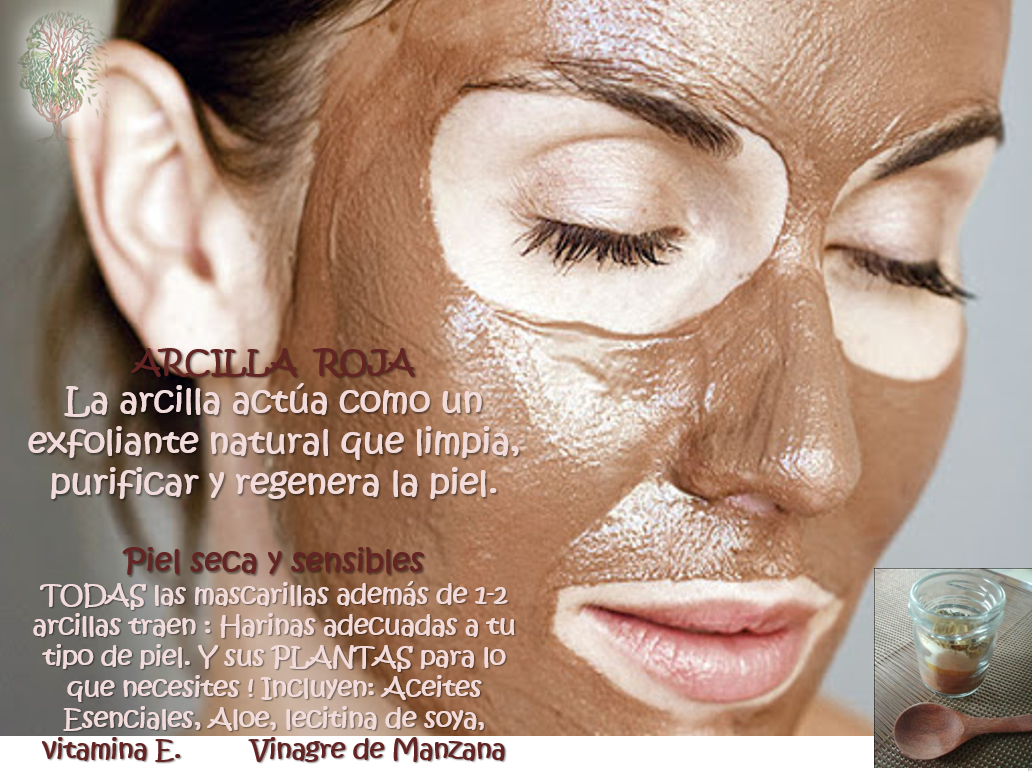 ARCILLA ROJA
La arcilla actúa como un
exfoliante natural que limpia,
purificar y regenera la piel.
Piel seca y sensibles
TODAS las mascarillas además de 1-2
arcillas traen : Harinas adecuadas a tu
tipo de piel. Y sus PLANTAS para lo
que necesites ! Incluyen: Aceites
Esenciales, Aloe, lecitina de soya,
vitamina E. Vinagre de Manzana